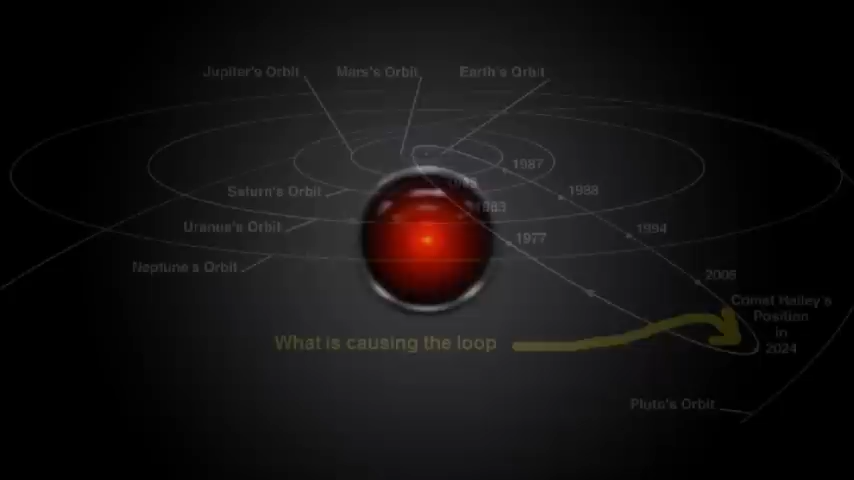 Jupiter's Orbit
Mars's Orbit
Earth's Orbit
1987
1988
Saturn's Orbit
1983
Uranus's Orbit
1994
1977
Neptune's Orbit
2005
Comet Halley's
Position
in
2024
What is causing the loop
Pluto's Orbit